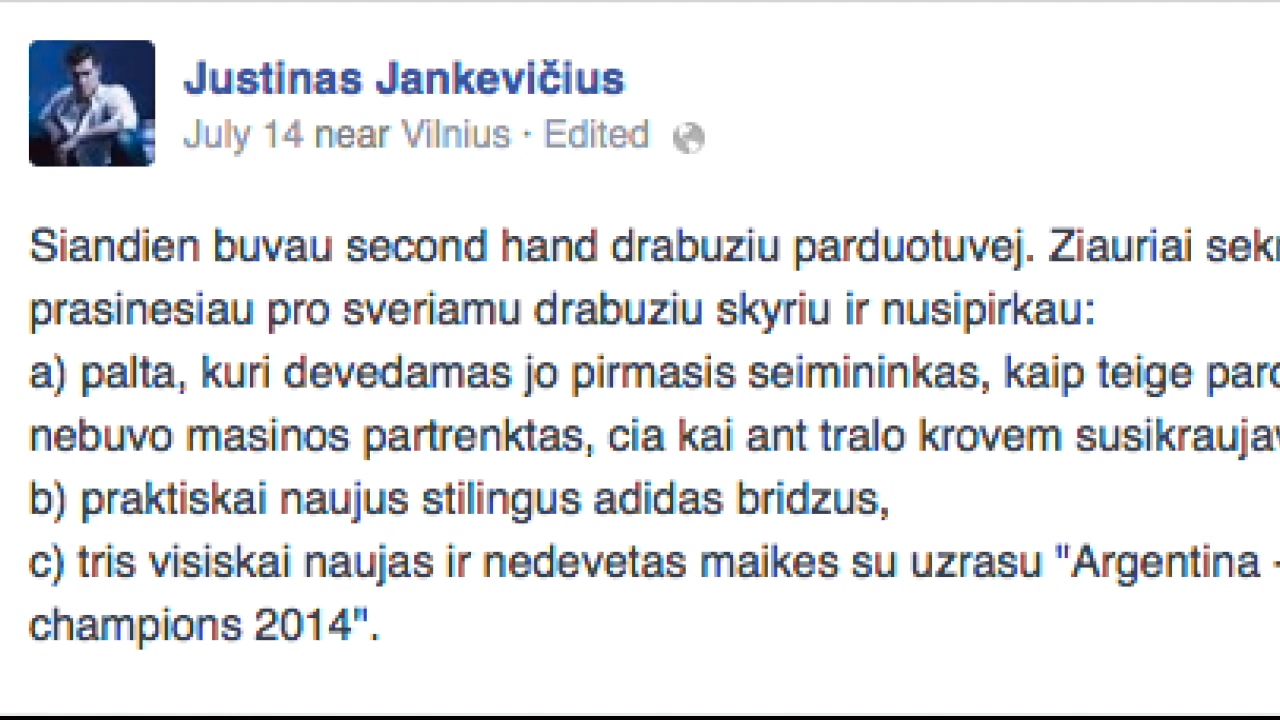 Justinas Jankevičius
July 14 near Vilnius · Edited
Siandien buvau second hand drabuziu parduotuvej. Ziauriai
prasinesiau pro sveriamu drabuziu skyriu ir nusipirkau:
a) palta, kuri devedamas jo pirmasis seimininkas, kaip teige
nebuvo masinos partrenktas, cia kai ant tralo krovem
b) praktiskai naujus stilingus adidas bridzus,
c) tris visiskai naujas ir nedevetas maikes su uzrasu "Argentina -
champions 2014".